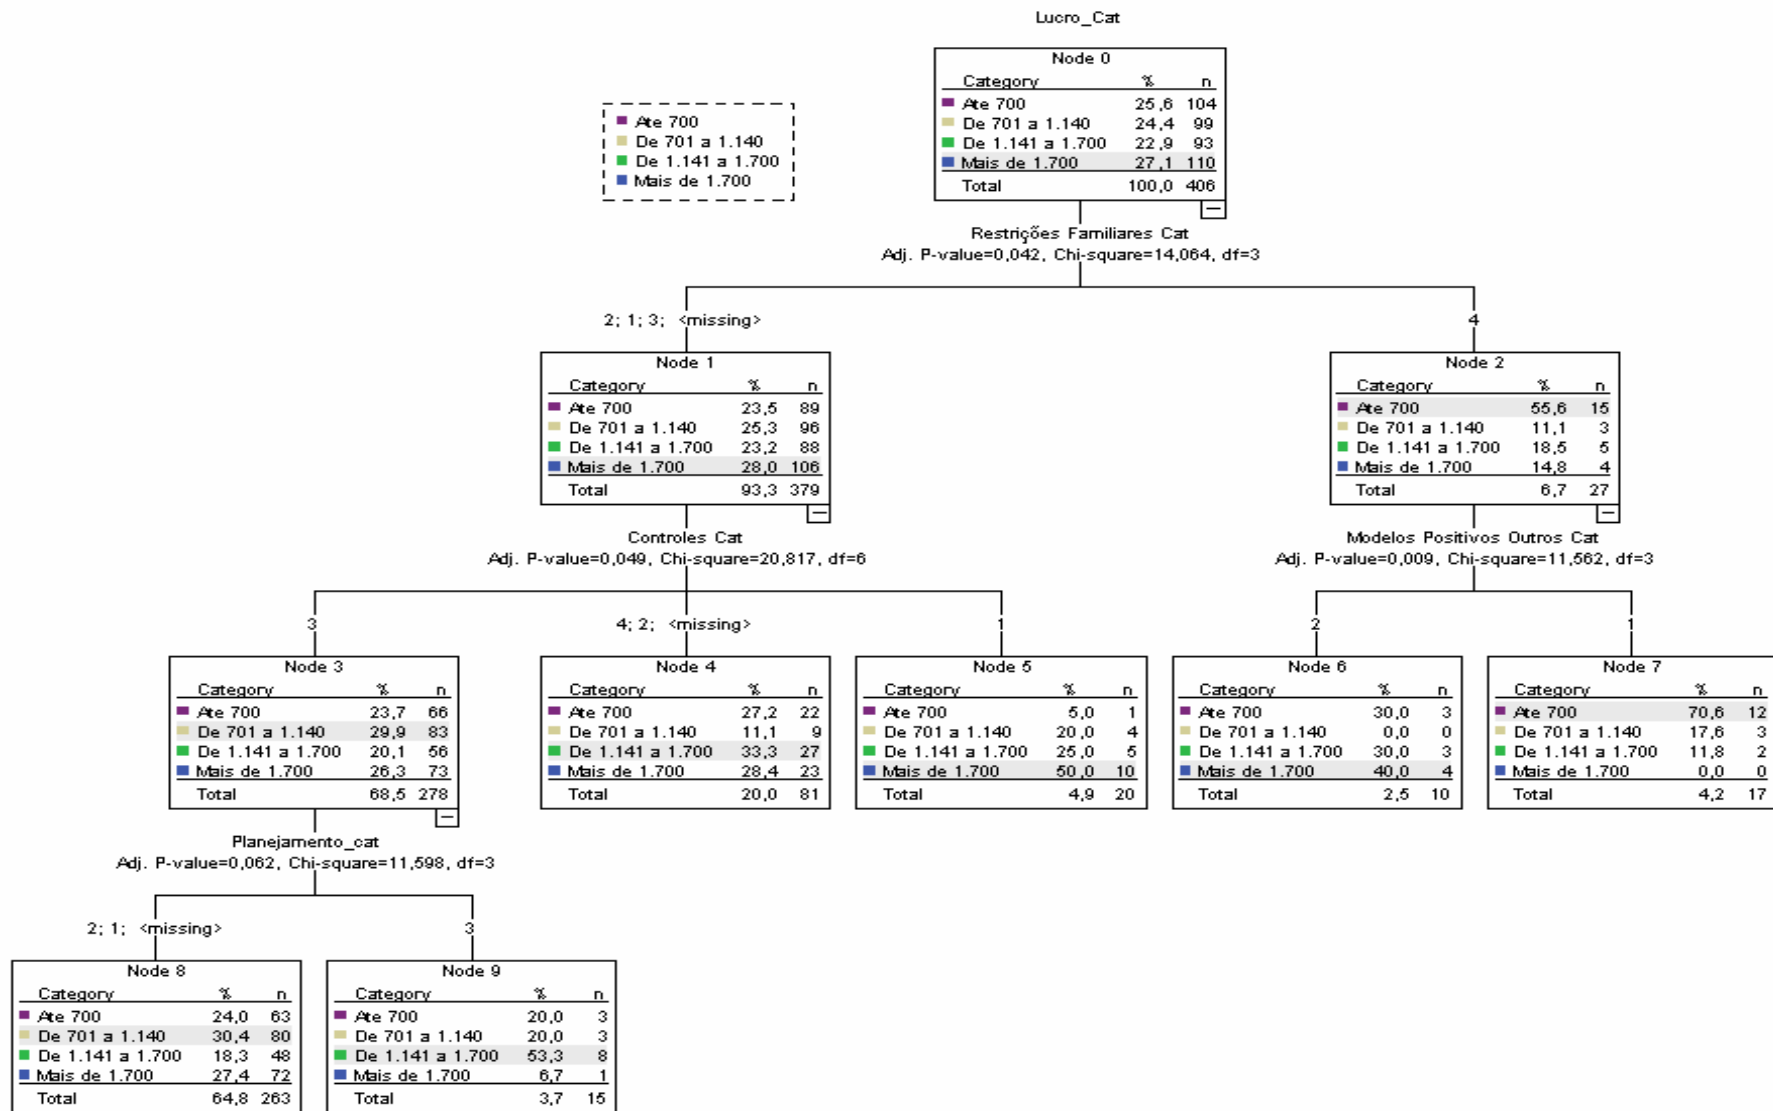 Lucro_Cat
Node 0
Category % n
Ate 700 25,6 104
De 701 a 1.140 24,4 99
De 1.141 a 1.700 22,9 93
Mais de 1.700 27,1 110
Total 100,0 406
Ate 700
De 701 a 1.140
De 1.141 a 1.700
Mais de 1.700
Restrições Familiares Cat
Adj. P-value=0,042, Chi-square=14,064, df=3
2; 1; 3; <missing>
4
Node 1
Category % n
Ate 700 23,5 89
De 701 a 1.140 25,3 96
De 1.141 a 1.700 23,2 88
Mais de 1.700 28,0 106
Total 93,3 379
Node 2
Category % n
Ate 700 55,6 15
De 701 a 1.140 11,1 3
De 1.141 a 1.700 18,5 5
Mais de 1.700 14,8 4
Total 6,7 27
Controles Cat
Adj. P-value=0,049, Chi-square=20,817, df=6
Modelos Positivos Outros Cat
Adj. P-value=0,009, Chi-square=11,562, df=3
3
4; 2; <missing>
1
2
1
Node 3
Category % n
Ate 700 23,7 66
De 701 a 1.140 29,9 83
De 1.141 a 1.700 20,1 56
Mais de 1.700 26,3 73
Total 68,5 278
Node 4
Category % n
Ate 700 27,2 22
De 701 a 1.140 11,1 9
De 1.141 a 1.700 33,3 27
Mais de 1.700 28,4 23
Total 20,0 81
Node 5
Category % n
Ate 700 5,0 1
De 701 a 1.140 20,0 4
De 1.141 a 1.700 25,0 5
Mais de 1.700 50,0 10
Total 4,9 20
Node 6
Category % n
Ate 700 30,0 3
De 701 a 1.140 0,0 0
De 1.141 a 1.700 30,0 3
Mais de 1.700 40,0 4
Total 2,5 10
Node 7
Category % n
Ate 700 70,6 12
De 701 a 1.140 17,6 3
De 1.141 a 1.700 11,8 2
Mais de 1.700 0,0 0
Total 4,2 17
Planejamento_cat
Adj. P-value=0,062, Chi-square=11,598, df=3
2; 1; <missing>
3
Node 8
Category % n
Ate 700 24,0 63
De 701 a 1.140 30,4 80
De 1.141 a 1.700 18,3 48
Mais de 1.700 27,4 72
Total 64,8 263
Node 9
Category % n
Ate 700 20,0 3
De 701 a 1.140 20,0 3
De 1.141 a 1.700 53,3 8
Mais de 1.700 6,7 1
Total 3,7 15